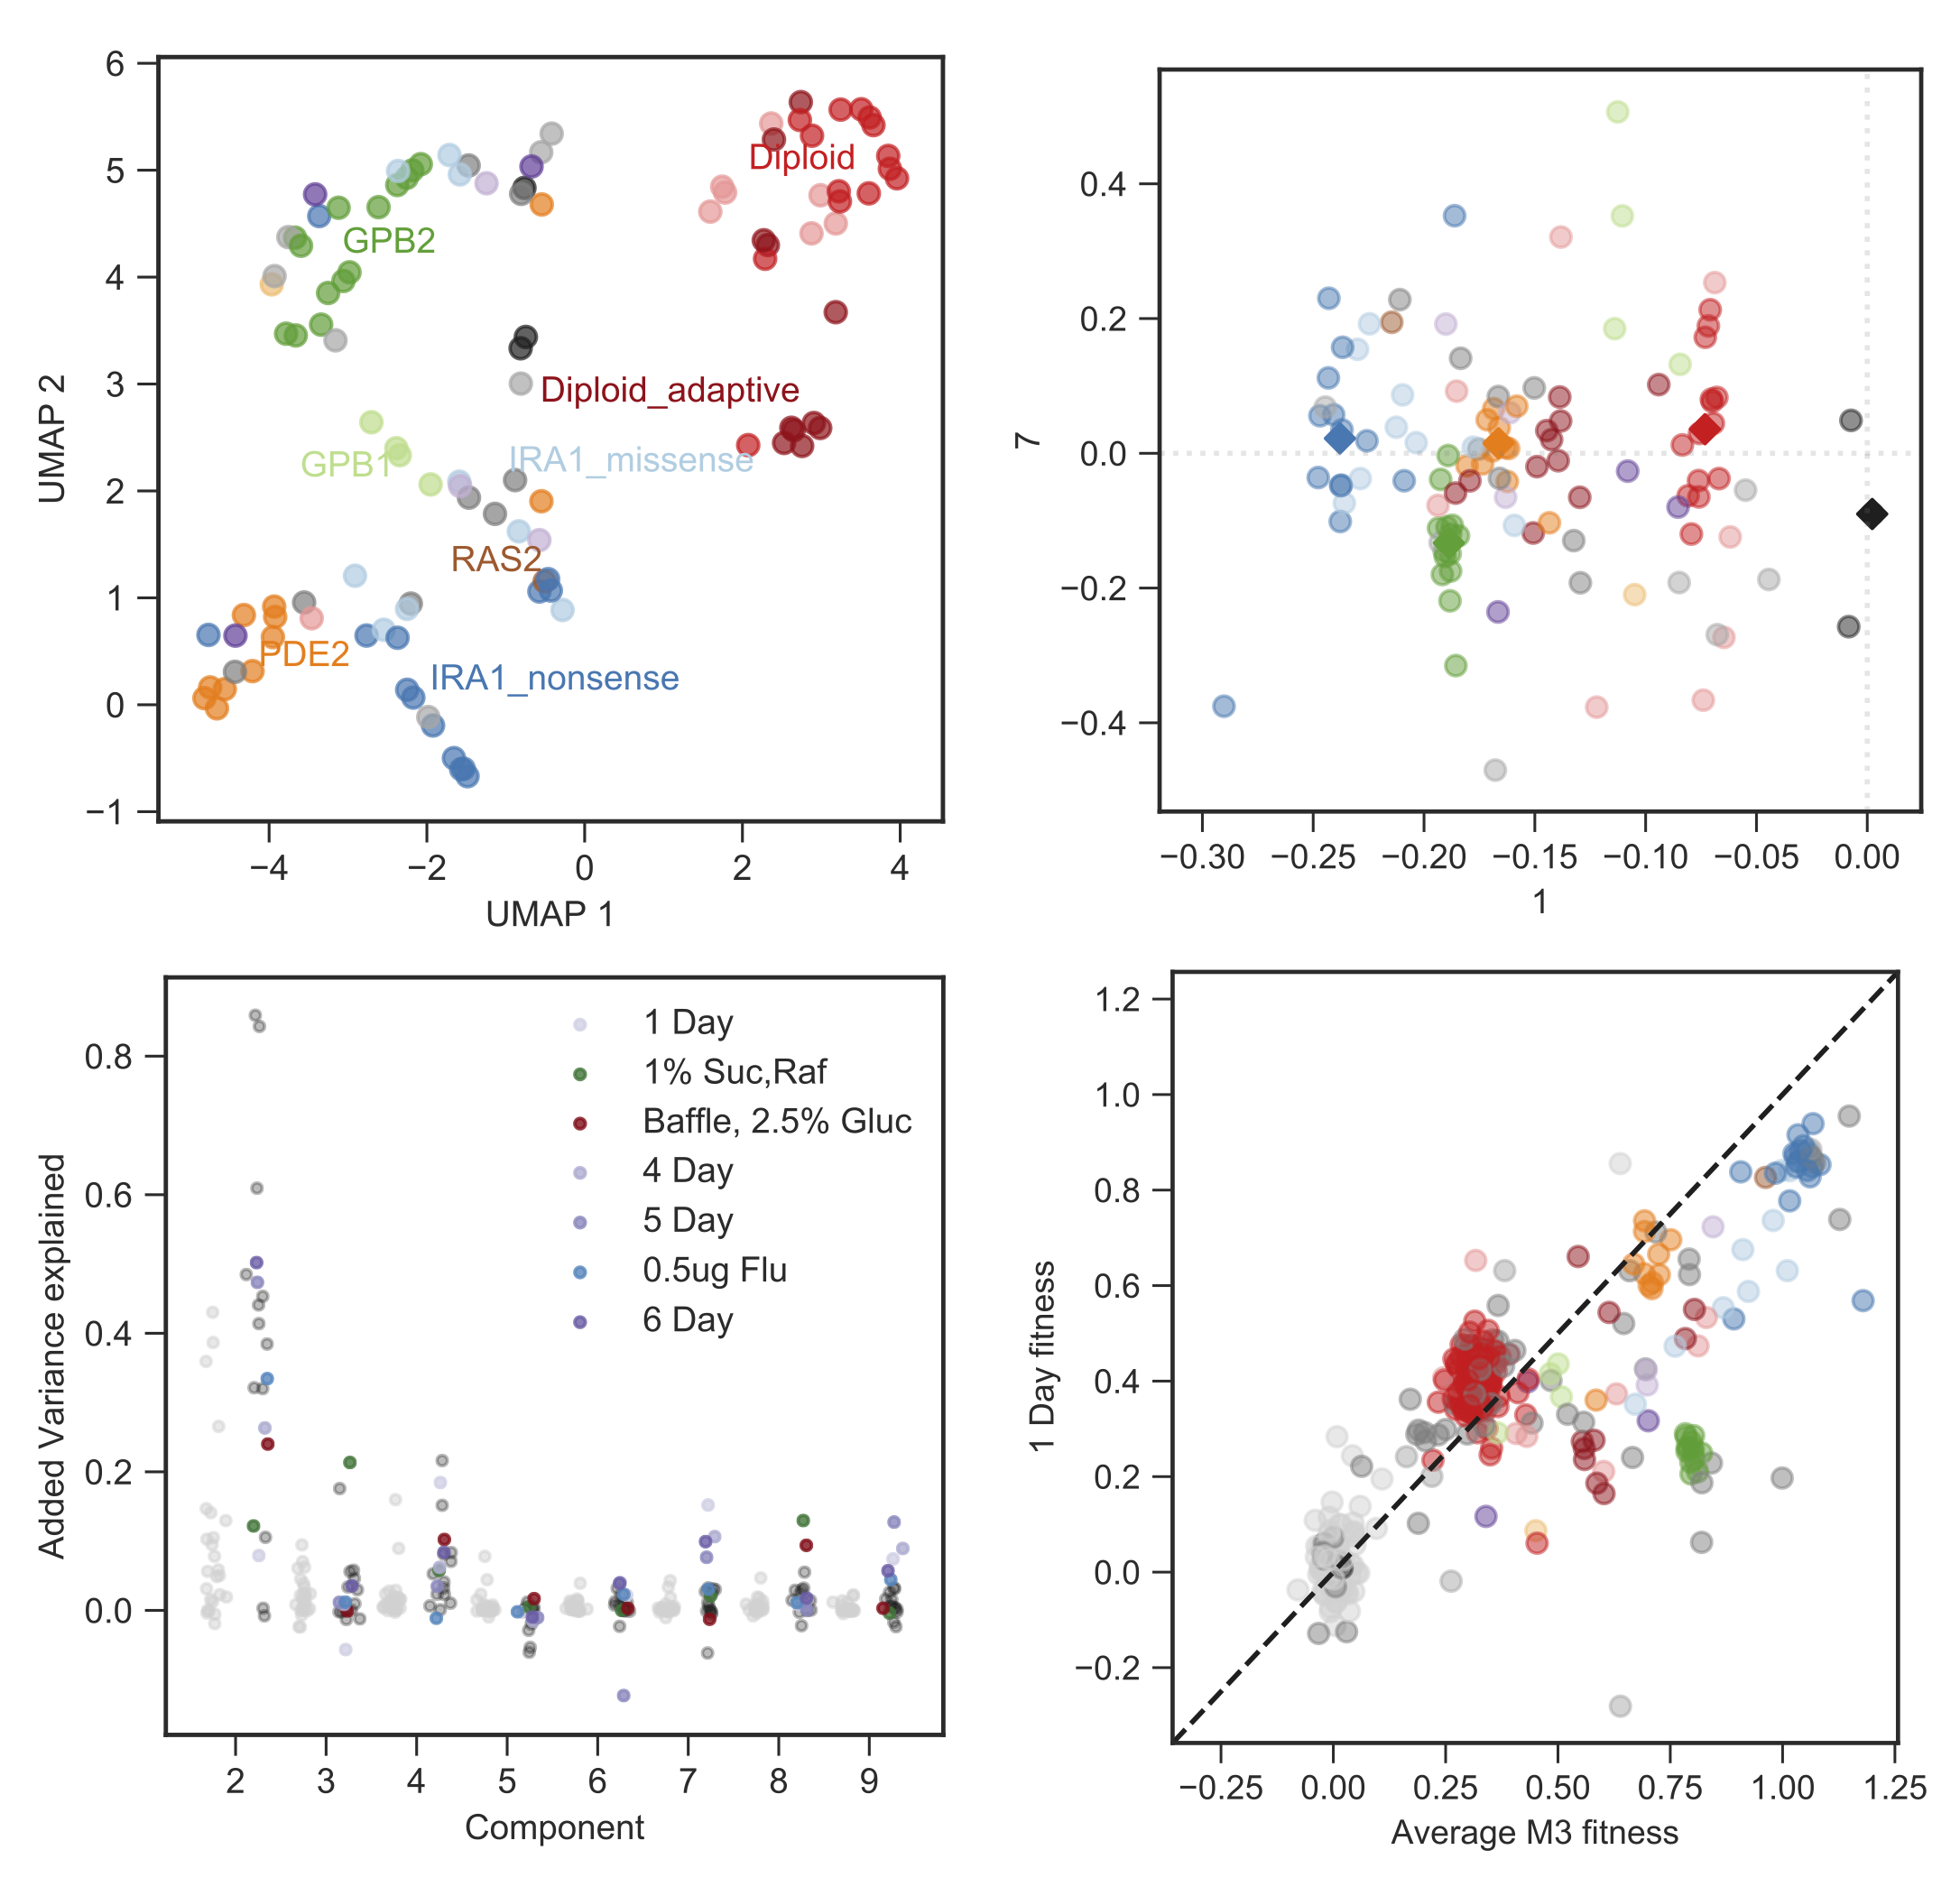 6
5
4
3
2
1
0
−1
UMAP 2
Diploid
GPB2
Diploid_adaptive
GPB1
IRA1_missense
RAS2
PDE2
IRA1_nonsense
−4
−2
0
2
4
UMAP 1
0.4
0.2
0.0
−0.2
−0.4
7
−0.30
−0.25
−0.20
−0.15
−0.10
−0.05
0.00
1
0.8
0.6
0.4
0.2
0.0
Added Variance explained
1 Day
1% Suc,Raf
Baffle, 2.5% Gluc
4 Day
5 Day
0.5ug Flu
6 Day
2
3
4
5
6
7
8
9
Component
1.2
1.0
0.8
0.6
0.4
0.2
0.0
−0.2
1 Day fitness
−0.25
0.00
0.25
0.50
0.75
1.00
1.25
Average M3 fitness